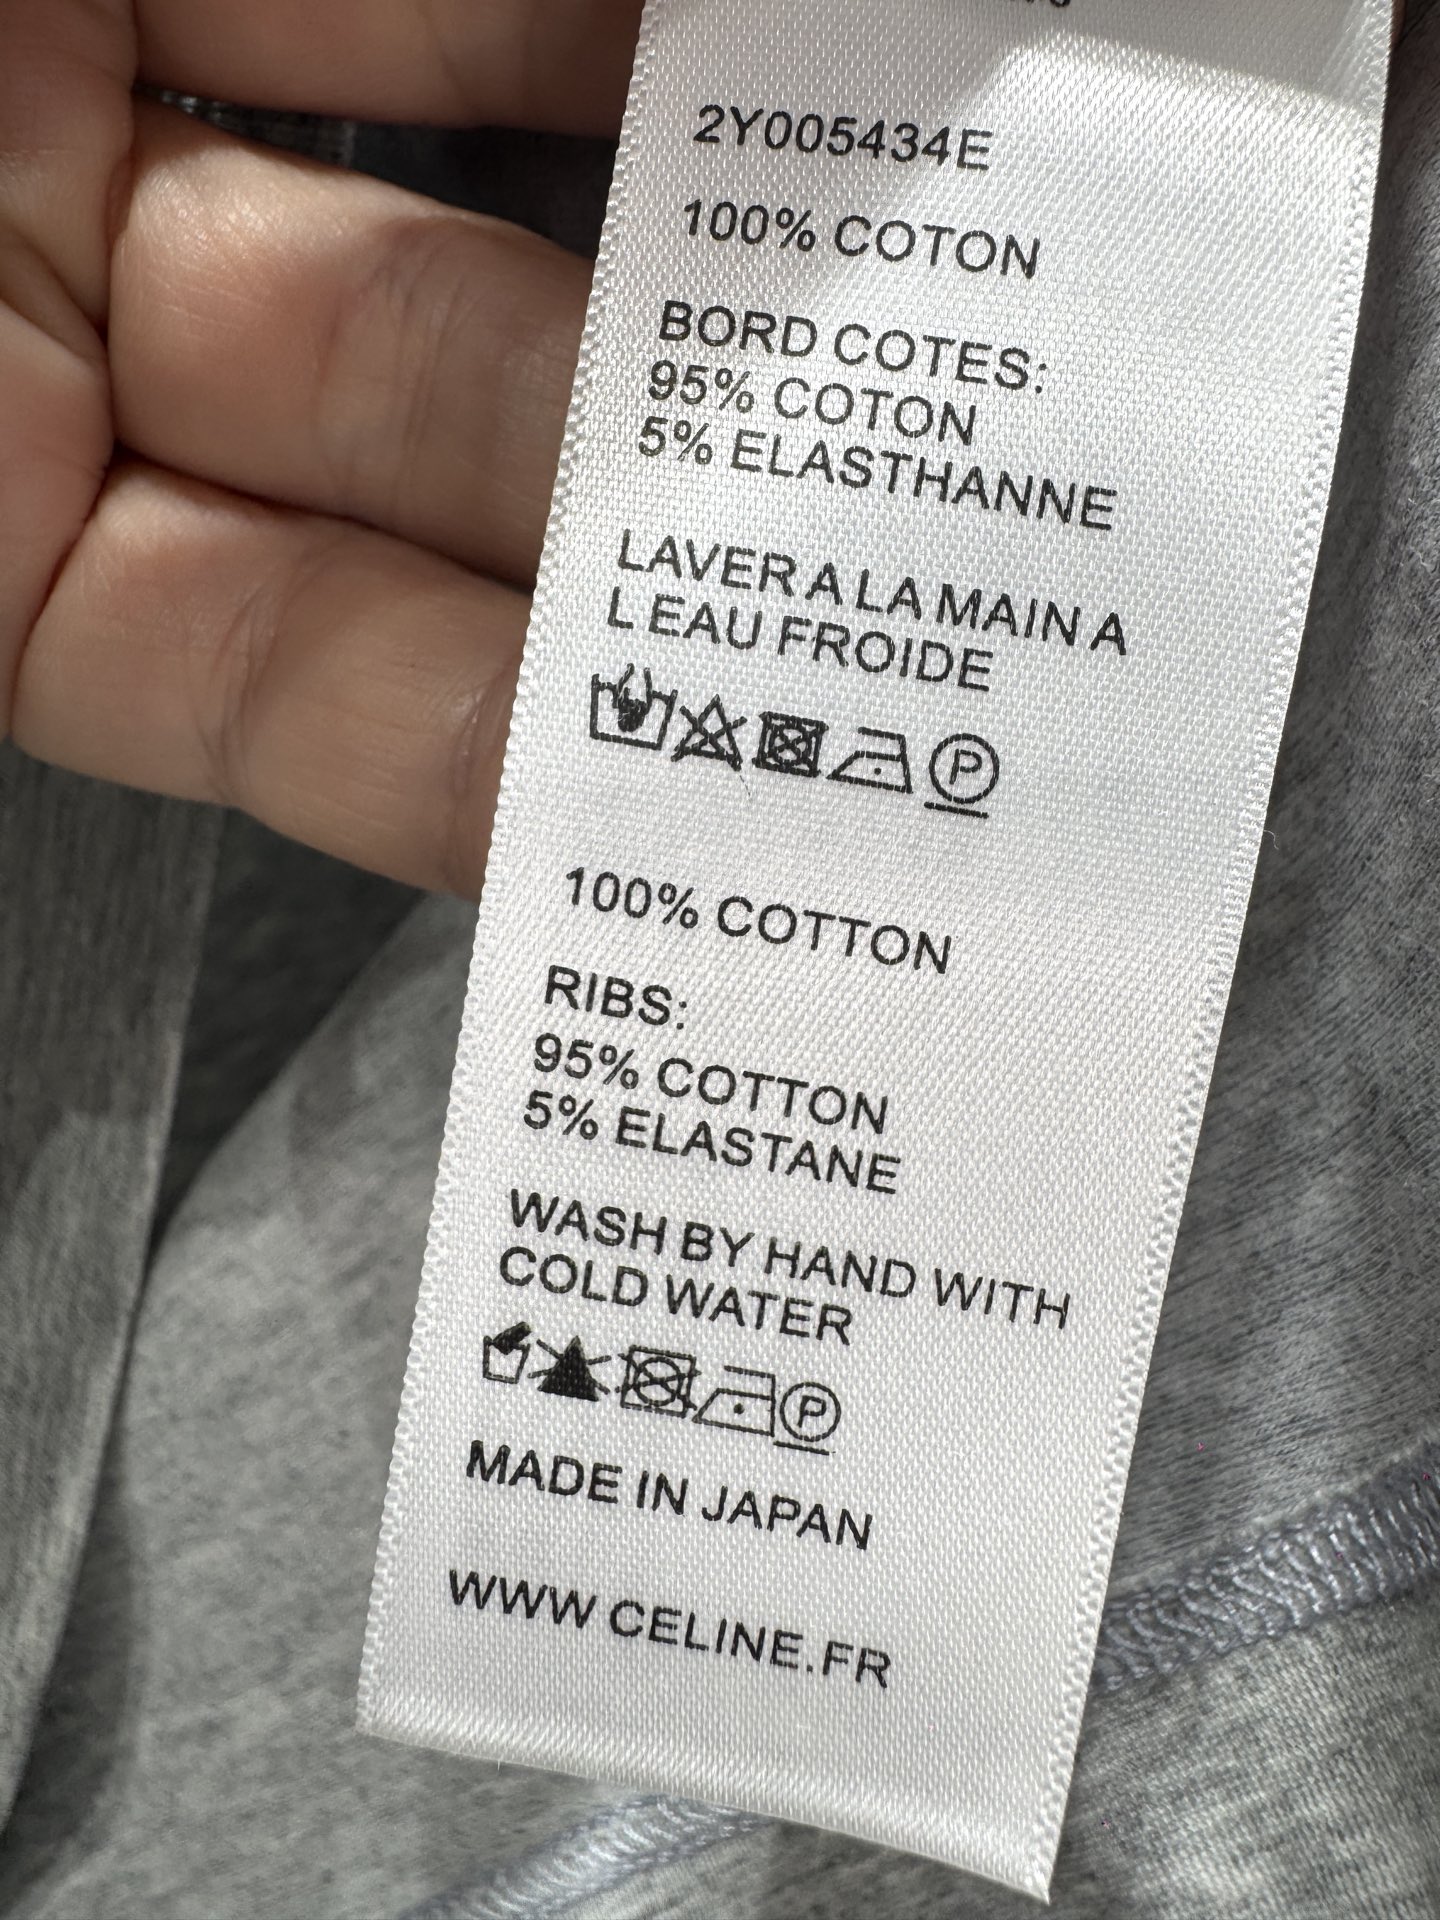 2Y005434E
100% COTON
BORD COTES:
95% COTON
5% ELASTHANNE
LAVER A LA MAIN A
L EAU FROIDE
P
100% COTTON
RIBS:
95% COTTON
5% ELASTANE
WASH BY HAND WITH
COLD WATER
P
MADE IN JAPAN
WWW CELINE.FR